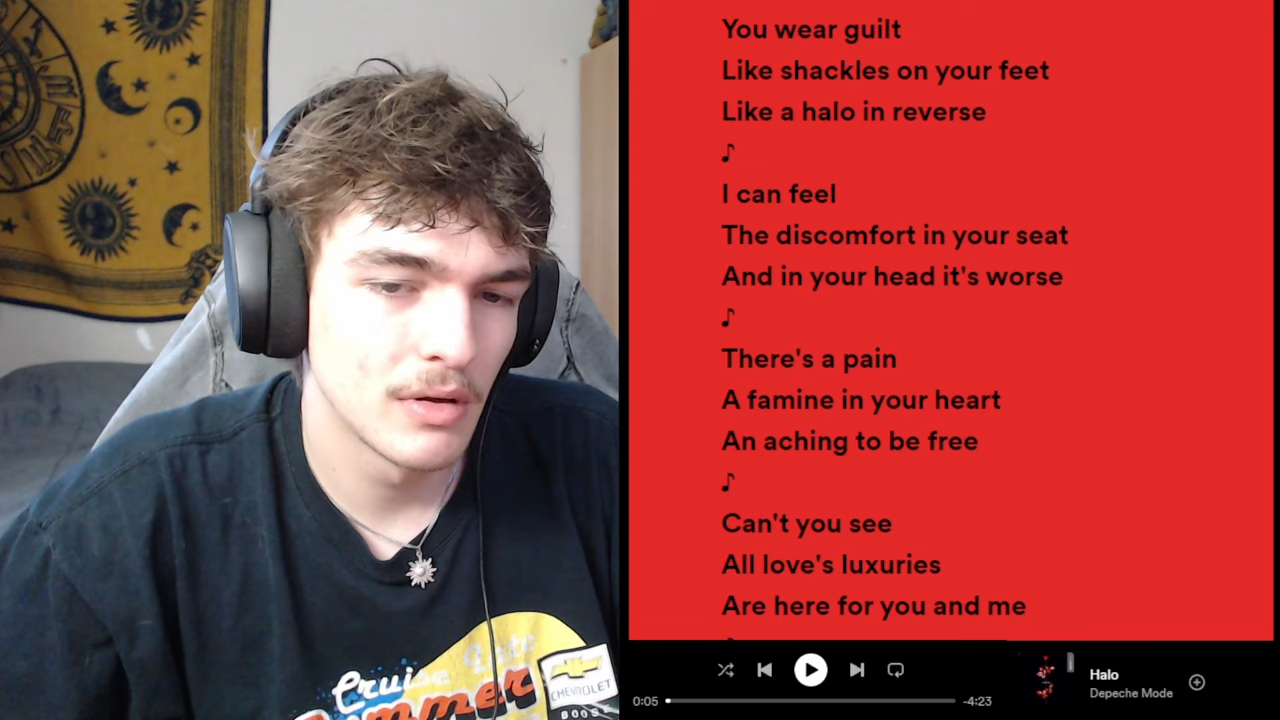 You wear guilt
Like shackles on your feet
Like a halo in reverse
♪
I can feel
The discomfort in your seat
And in your head it's worse
♪
There's a pain
A famine in your heart
An aching to be free
♪
Can't you see
All love's luxuries
Are here for you and me
Halo
Depeche Mode
0:05
-4:23
Cruise
CHEVROLET